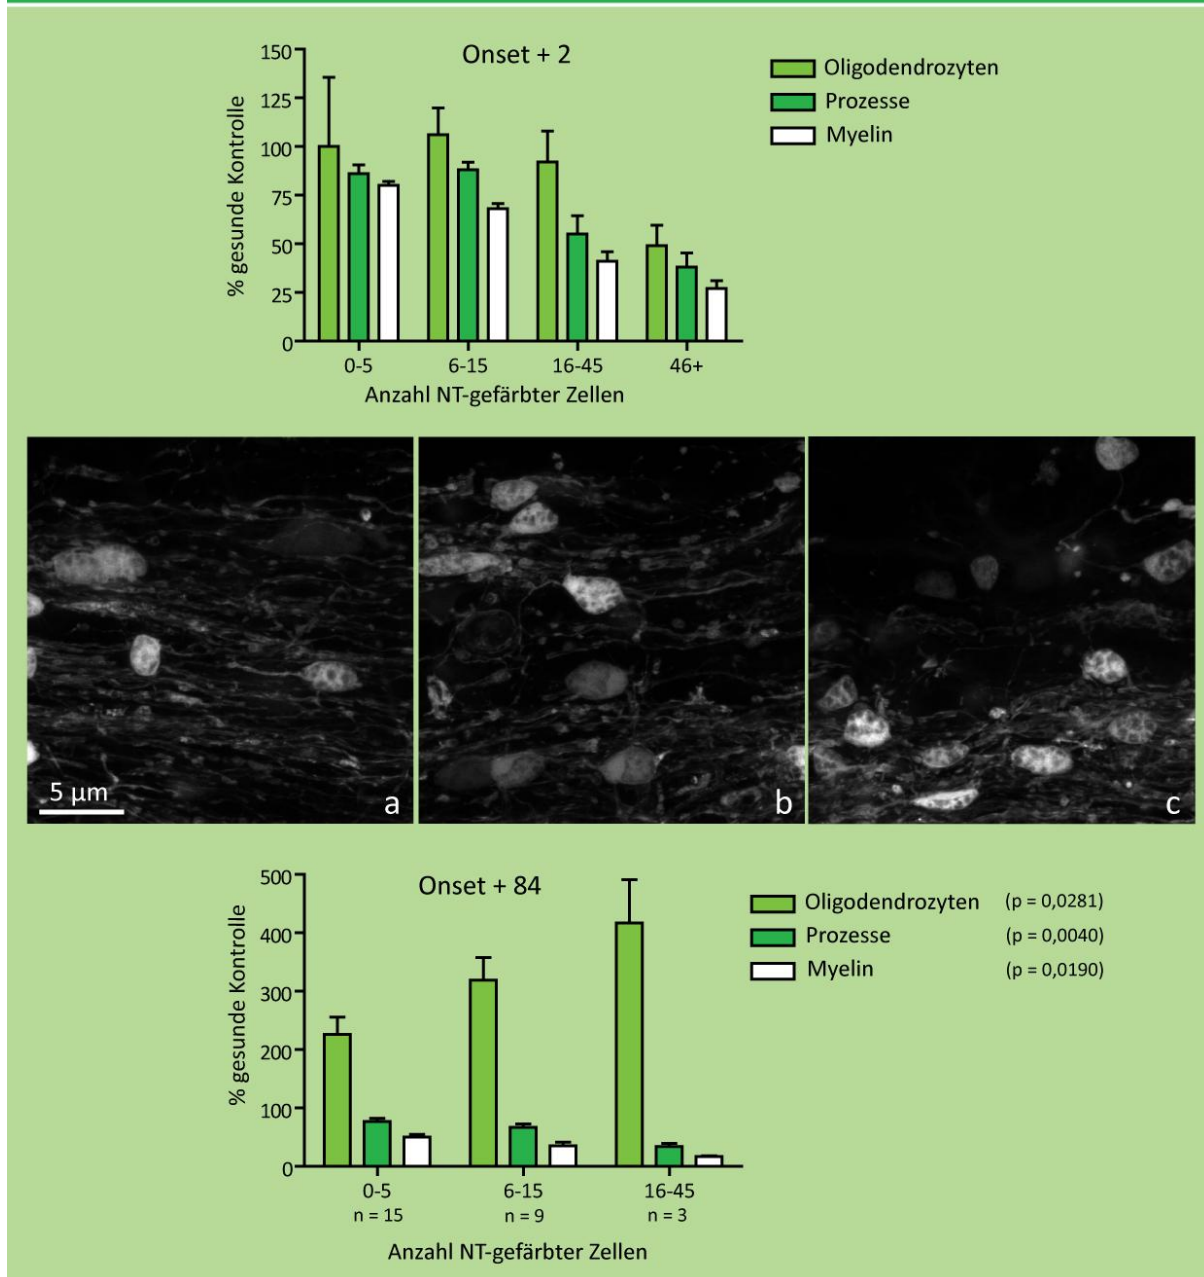 Onset + 2
150
125
100
75
50
25
0
% gesunde Kontrolle
Oligodendrozyten
Prozesse
Myelin
0-5 6-15 16-45 46+
Anzahl NT-gefärbter Zellen
5 µm
a
b
c
Onset + 84
500
400
300
200
100
0
% gesunde Kontrolle
Oligodendrozyten (p = 0,0281)
Prozesse (p = 0,0040)
Myelin (p = 0,0190)
0-5 6-15 16-45
n = 15 n = 9 n = 3
Anzahl NT-gefärbter Zellen